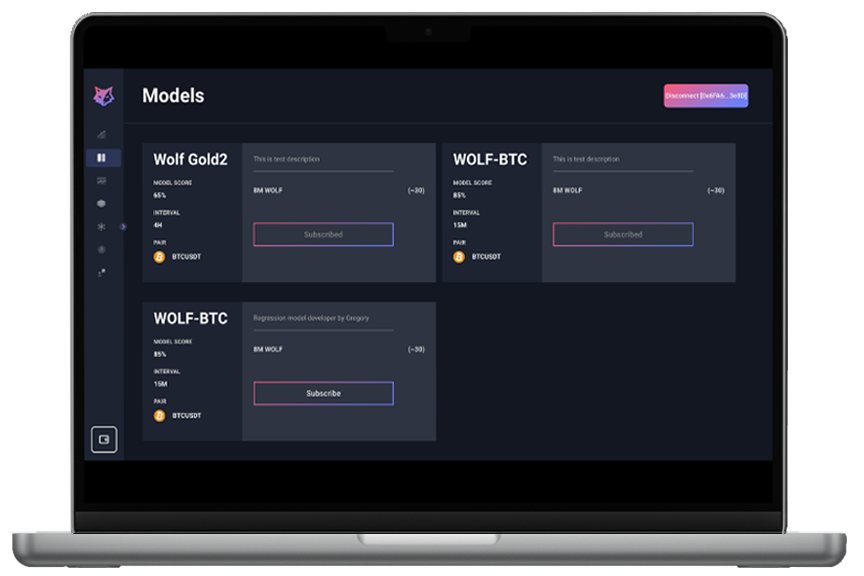 Models
Disconnect [0x6FA6...3e8D]
Wolf Gold2
MODEL SCORE
65%
INTERVAL
4H
PAIR
BTCUSDT
This is test description
8M WOLF
(~30)
Subscribed
WOLF-BTC
MODEL SCORE
85%
INTERVAL
15M
PAIR
BTCUSDT
This is test description
8M WOLF
(~30)
Subscribed
WOLF-BTC
MODEL SCORE
85%
INTERVAL
15M
PAIR
BTCUSDT
Regression model developer by Gregory
8M WOLF
(~30)
Subscribe